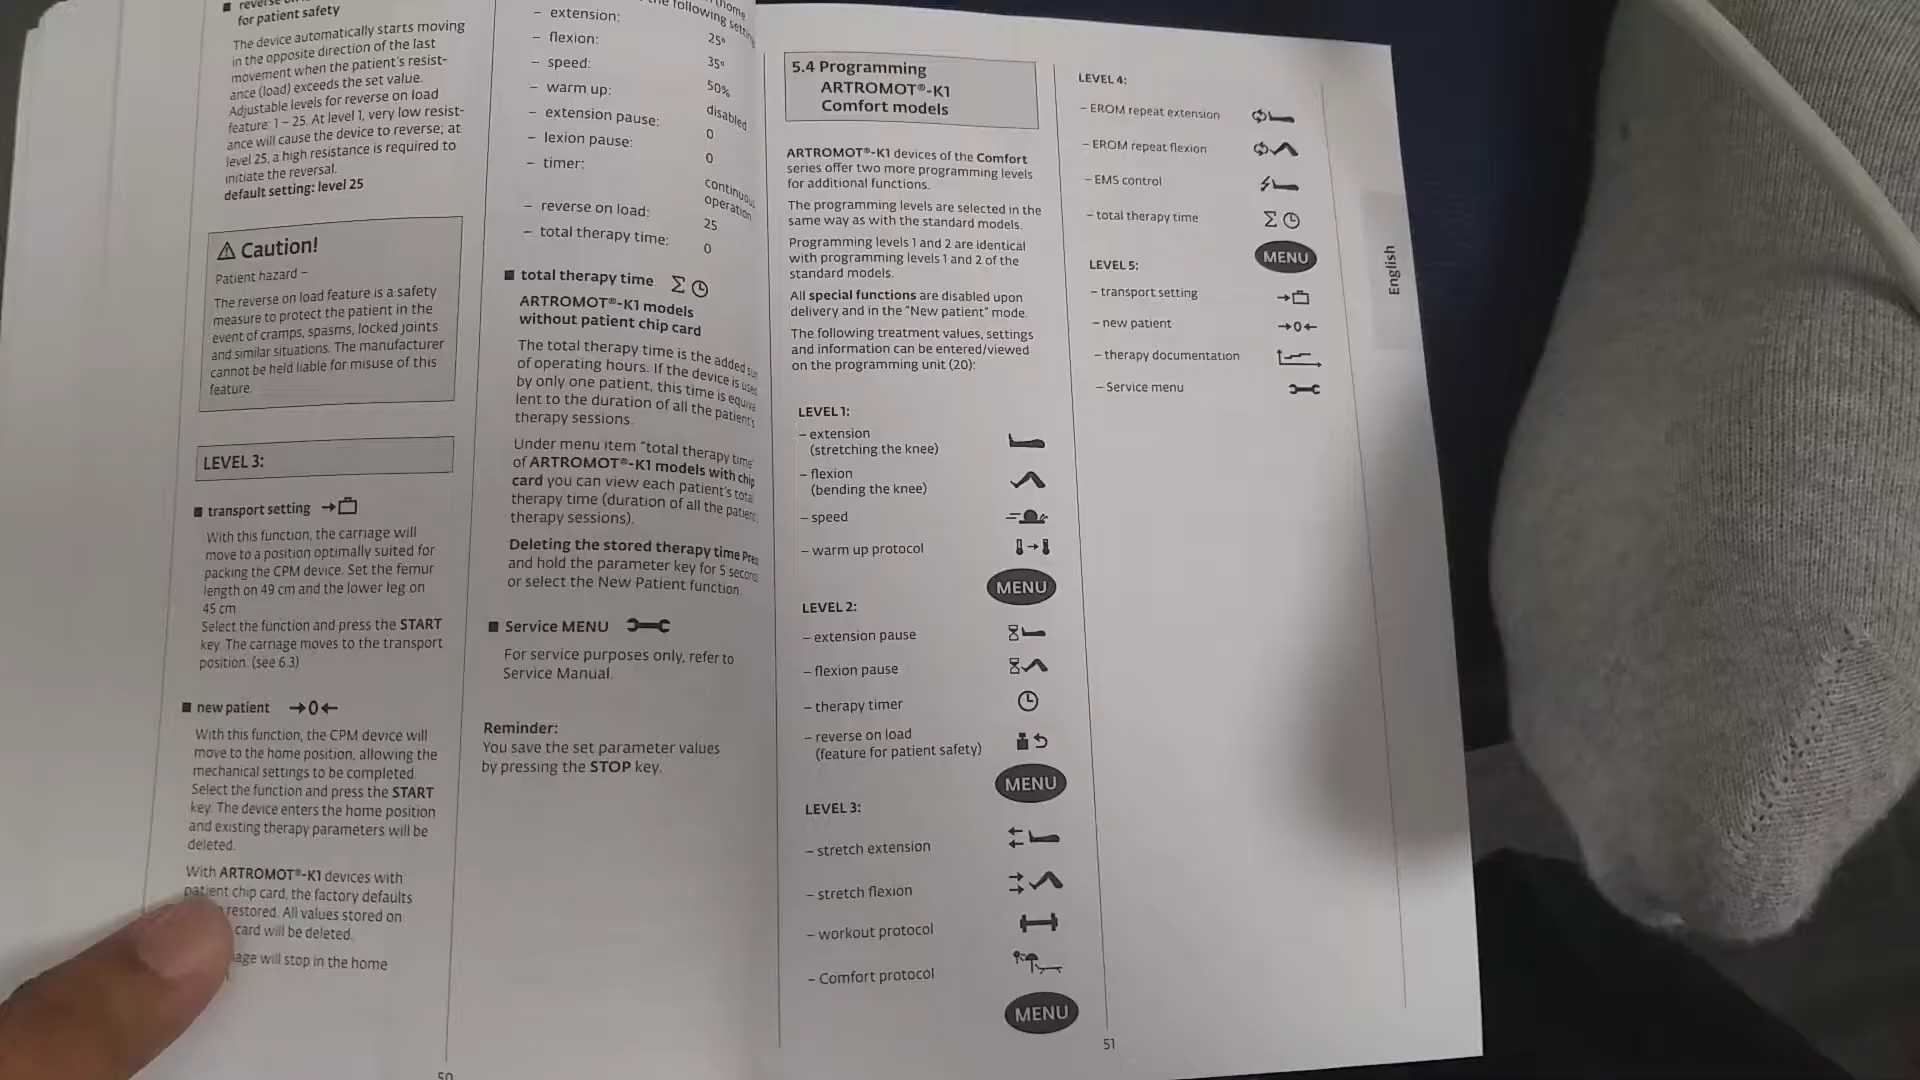 ■ reverse on
for patient safety
The device automatically starts moving
in the opposite direction of the last
movement when the patient's resist-
ance (load) exceeds the set value.
Adjustable levels for reverse on load
feature: 1 – 25. At level 1, very low resist-
ance will cause the device to reverse; at
level 25, a high resistance is required to
initiate the reversal.
default setting: level 25
⚠ Caution!
Patient hazard –
The reverse on load feature is a safety
measure to protect the patient in the
event of cramps, spasms, locked joints
and similar situations. The manufacturer
cannot be held liable for misuse of this
feature.
LEVEL 3:
■ transport setting
With this function, the carriage will
move to a position optimally suited for
packing the CPM device. Set the femur
length on 49 cm and the lower leg on
45 cm
Select the function and press the START
key. The carriage moves to the transport
position. (see 6.3)
■ new patient →0←
With this function, the CPM device will
move to the home position, allowing the
mechanical settings to be completed.
Select the function and press the START
key. The device enters the home position
and existing therapy parameters will be
deleted.
With ARTROMOT®-K1 devices with
patient chip card, the factory defaults
restored. All values stored on
card will be deleted.
will stop in the home
50
(home
the following
– extension: 25°
– flexion: 35°
– speed: 50%
– warm up: disabled
– extension pause: 0
– lexion pause: 0
– timer: continuous
operation
– reverse on load: 25
– total therapy time: 0
■ total therapy time Σ
ARTROMOT®-K1 models
without patient chip card
The total therapy time is the added
of operating hours. If the device is
by only one patient, this time is equiva
lent to the duration of all the patient's
therapy sessions.
Under menu item "total therapy time"
of ARTROMOT®-K1 models with chip
card you can view each patient's total
therapy time (duration of all the patient
therapy sessions).
Deleting the stored therapy time Press
and hold the parameter key for 5 second
or select the New Patient function.
■ Service MENU
For service purposes only, refer to
Service Manual.
Reminder:
You save the set parameter values
by pressing the STOP key.
5.4 Programming
ARTROMOT®-K1
Comfort models
ARTROMOT®-K1 devices of the Comfort
series offer two more programming levels
for additional functions.
The programming levels are selected in the
same way as with the standard models.
Programming levels 1 and 2 are identical
with programming levels 1 and 2 of the
standard models.
All special functions are disabled upon
delivery and in the "New patient" mode.
The following treatment values, settings
and information can be entered/viewed
on the programming unit (20):
LEVEL 1:
– extension
(stretching the knee)
– flexion
(bending the knee)
– speed
– warm up protocol
MENU
LEVEL 2:
– extension pause
– flexion pause
– therapy timer
– reverse on load
(feature for patient safety)
MENU
LEVEL 3:
– stretch extension
– stretch flexion
– workout protocol
– Comfort protocol
MENU
51
LEVEL 4:
– EROM repeat extension
– EROM repeat flexion
– EMS control
– total therapy time Σ
MENU
LEVEL 5:
– transport setting
– new patient →0←
– therapy documentation
– Service menu
English